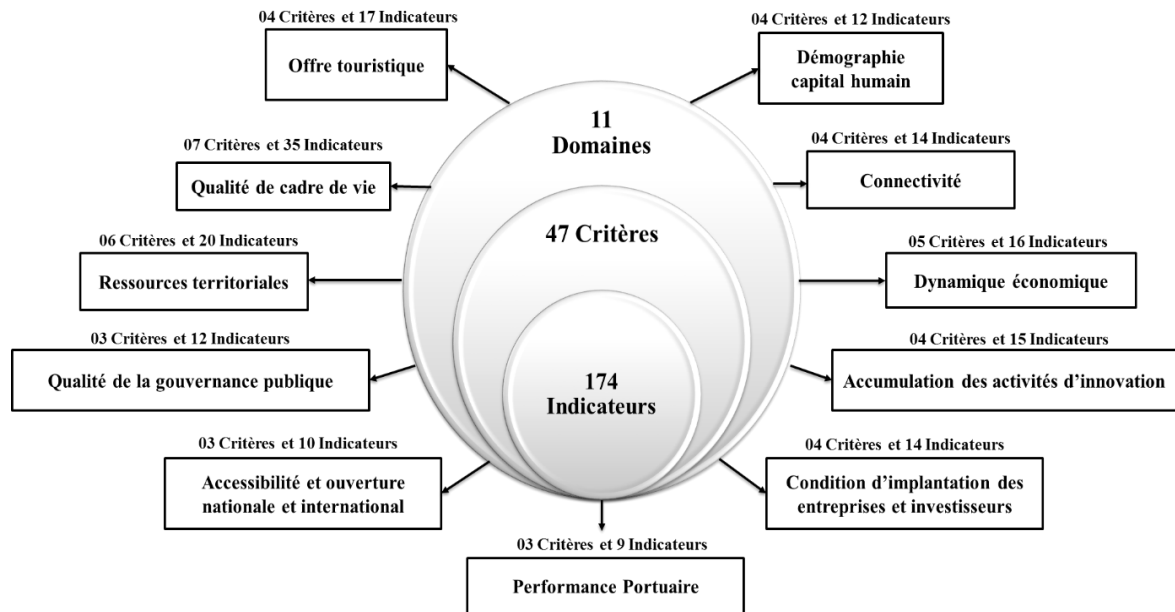 04 Critères et 17 Indicateurs
Offre touristique
04 Critères et 12 Indicateurs
Démographie
capital humain
11
Domaines
07 Critères et 35 Indicateurs
Qualité de cadre de vie
04 Critères et 14 Indicateurs
Connectivité
47 Critères
06 Critères et 20 Indicateurs
Ressources territoriales
05 Critères et 16 Indicateurs
Dynamique économique
03 Critères et 12 Indicateurs
Qualité de la gouvernance publique
04 Critères et 15 Indicateurs
Accumulation des activités d’innovation
174
Indicateurs
03 Critères et 10 Indicateurs
Accessibilité et ouverture
nationale et international
04 Critères et 14 Indicateurs
Condition d’implantation des
entreprises et investisseurs
03 Critères et 9 Indicateurs
Performance Portuaire